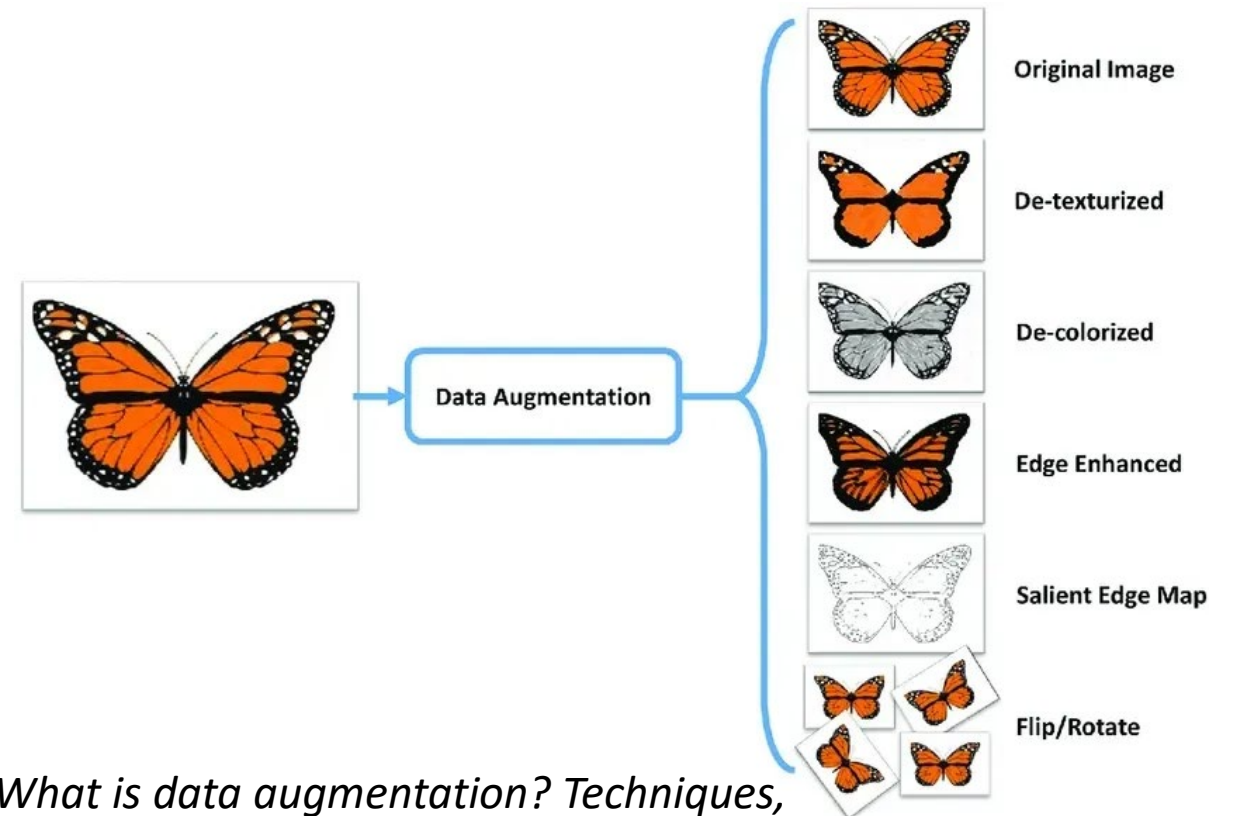 Original Image
De-texturized
De-colorized
Data Augmentation
Edge Enhanced
Salient Edge Map
Flip/Rotate
What is data augmentation? Techniques,